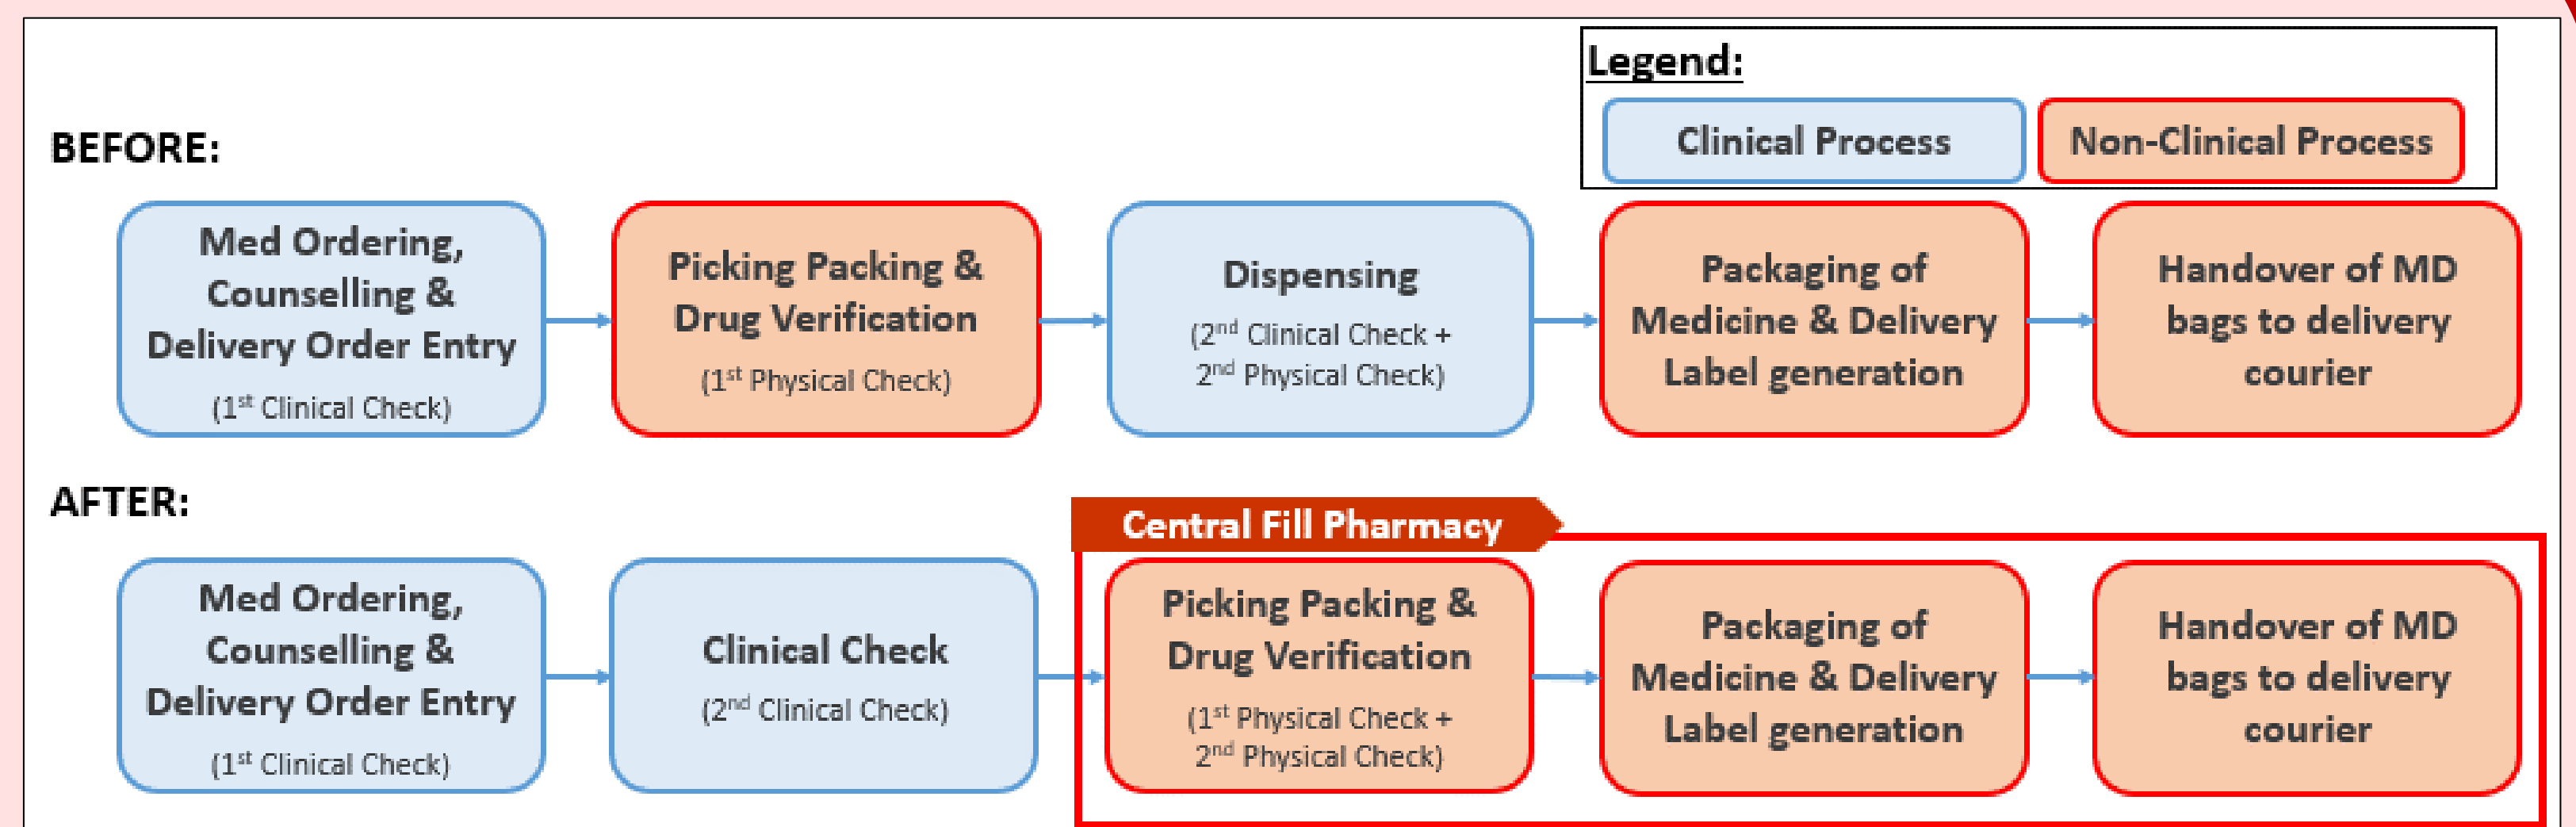 Legend:
Clinical Process
Non-Clinical Process
BEFORE:
Med Ordering,
Counselling &
Delivery Order Entry
(1st Clinical Check)
Picking Packing &
Drug Verification
(1st Physical Check)
Dispensing
(2nd Clinical Check +
2nd Physical Check)
Packaging of
Medicine & Delivery
Label generation
Handover of MD
bags to delivery
courier
AFTER:
Central Fill Pharmacy
Med Ordering,
Counselling &
Delivery Order Entry
(1st Clinical Check)
Clinical Check
(2nd Clinical Check)
Picking Packing &
Drug Verification
(1st Physical Check +
2nd Physical Check)
Packaging of
Medicine & Delivery
Label generation
Handover of MD
bags to delivery
courier